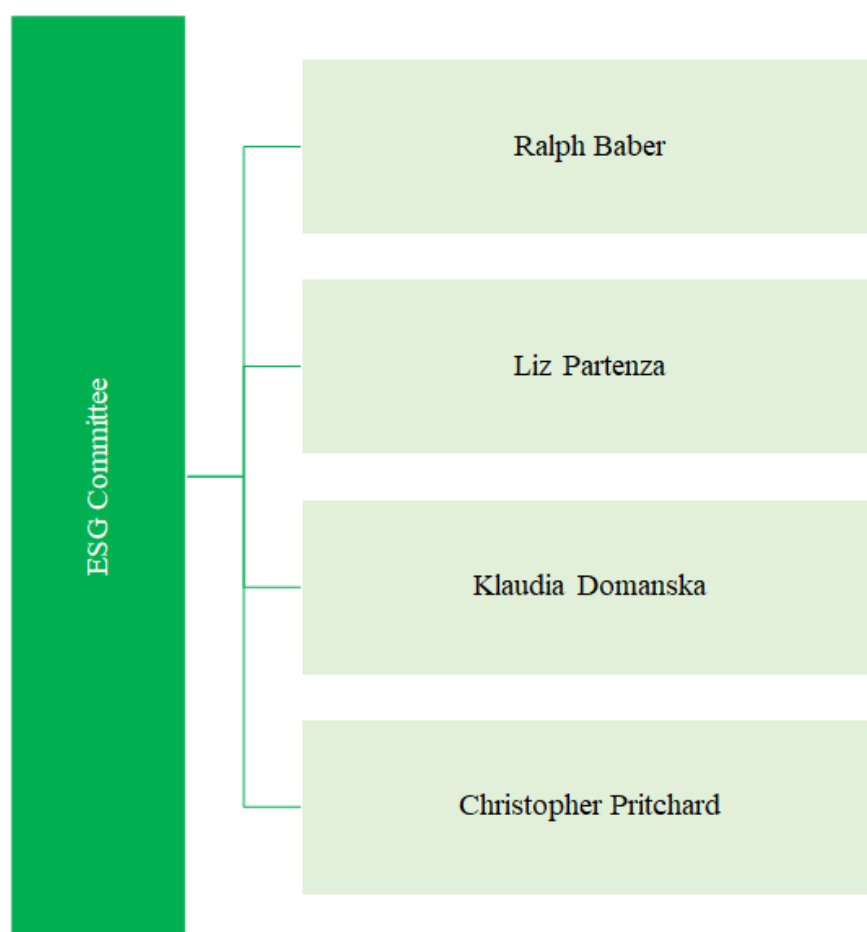 ESG Committee
Ralph Baber
Liz Partenza
Klaudia Domanska
Christopher Pritchard